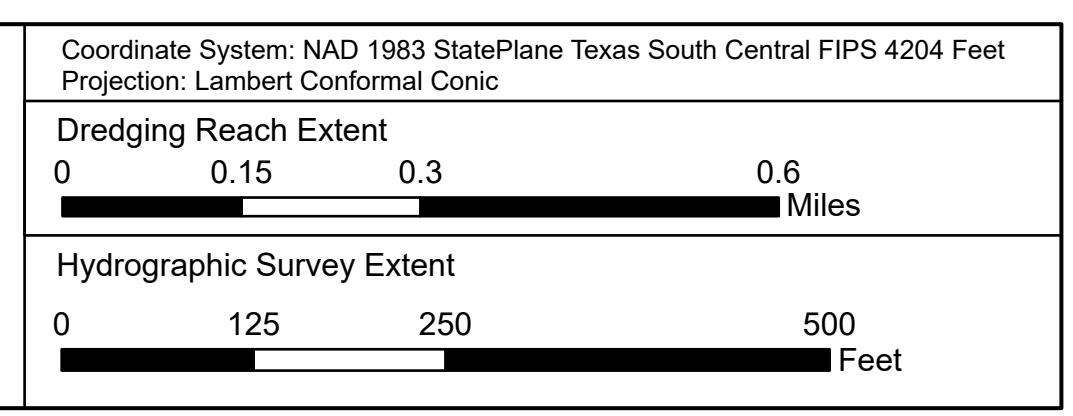 Coordinate System: NAD 1983 StatePlane Texas South Central FIPS 4204 Feet
Projection: Lambert Conformal Conic
Dredging Reach Extent
0 0.15 0.3 0.6
Miles
Hydrographic Survey Extent
0 125 250 500
Feet